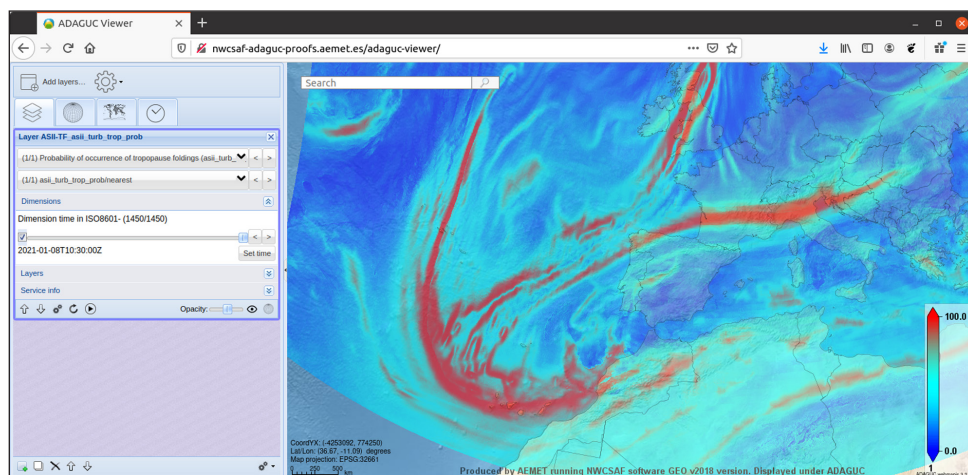 ADAGUC Viewer
nwcsaf-adaguc-proofs.aemet.es/adaguc-viewer/
Add layers...
Search
Layer ASII-TF_asii_turb_trop_prob
(1/1) Probability of occurrence of tropopause foldings (asii_turb_
(1/1) asii_turb_trop_prob/nearest
Dimensions
Dimension time in ISO8601- (1450/1450)
2021-01-08T10:30:00Z
Set time
Layers
Service info
Opacity:
100.0
0.0
1
CoordYX: (-4253092, 774250)
Lat/Lon: (36.67, -11.09) degrees
Map projection: EPSG:32661
0 250 500
Produced by AEMET running NWCSAF software GEO v2018 version. Displayed under ADAGUC